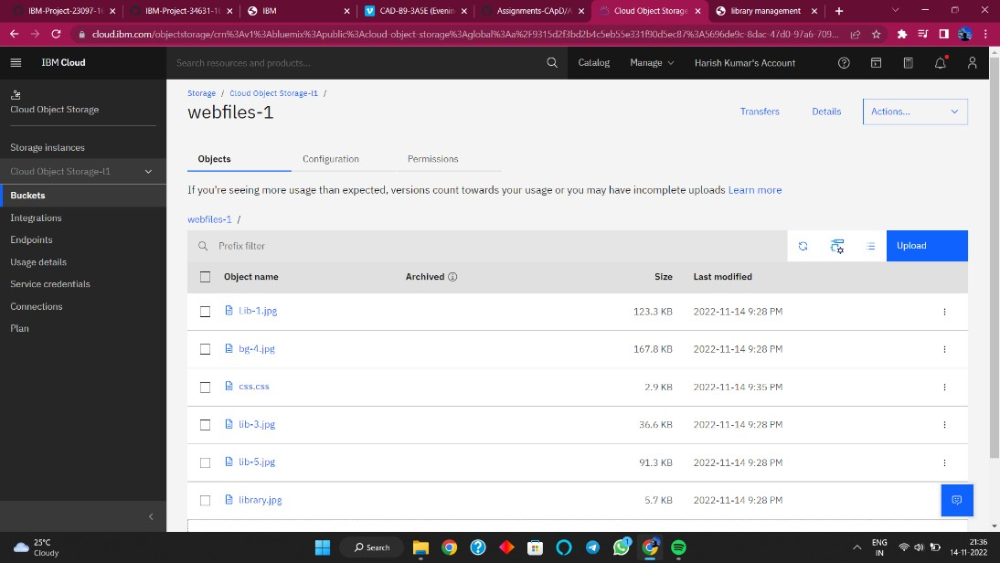 IBM-Project-23097-16
IBM-Project-34631-16
IBM
CAD-B9-3A5E (Evenin
Assignments-CApD/A
Cloud Object Storage
library management
cloud.ibm.com/objectstorage/crn%3Av1%3Abluemix%3Apublic%3Acloud-object-storage%3Aglobal%3Aa%2F9315d2f3bd2b4c5eb55e331f90d5ec87%3A5696de9c-8dac-47d0-97a6-709...
IBM Cloud
Search resources and products...
Catalog
Manage
Harish Kumar's Account
Cloud Object Storage
Storage instances
Cloud Object Storage-l1
Buckets
Integrations
Endpoints
Usage details
Service credentials
Connections
Plan
Storage / Cloud Object Storage-l1 /
webfiles-1
Transfers
Details
Actions...
Objects
Configuration
Permissions
If you're seeing more usage than expected, versions count towards your usage or you may have incomplete uploads Learn more
webfiles-1 /
Prefix filter
Upload
Object name Archived Size Last modified
Lib-1.jpg 123.3 KB 2022-11-14 9:28 PM
bg-4.jpg 167.8 KB 2022-11-14 9:28 PM
css.css 2.9 KB 2022-11-14 9:35 PM
lib-3.jpg 36.6 KB 2022-11-14 9:28 PM
lib-5.jpg 91.3 KB 2022-11-14 9:28 PM
library.jpg 5.7 KB 2022-11-14 9:28 PM
25°C
Cloudy
Search
ENG
IN
21:36
14-11-2022